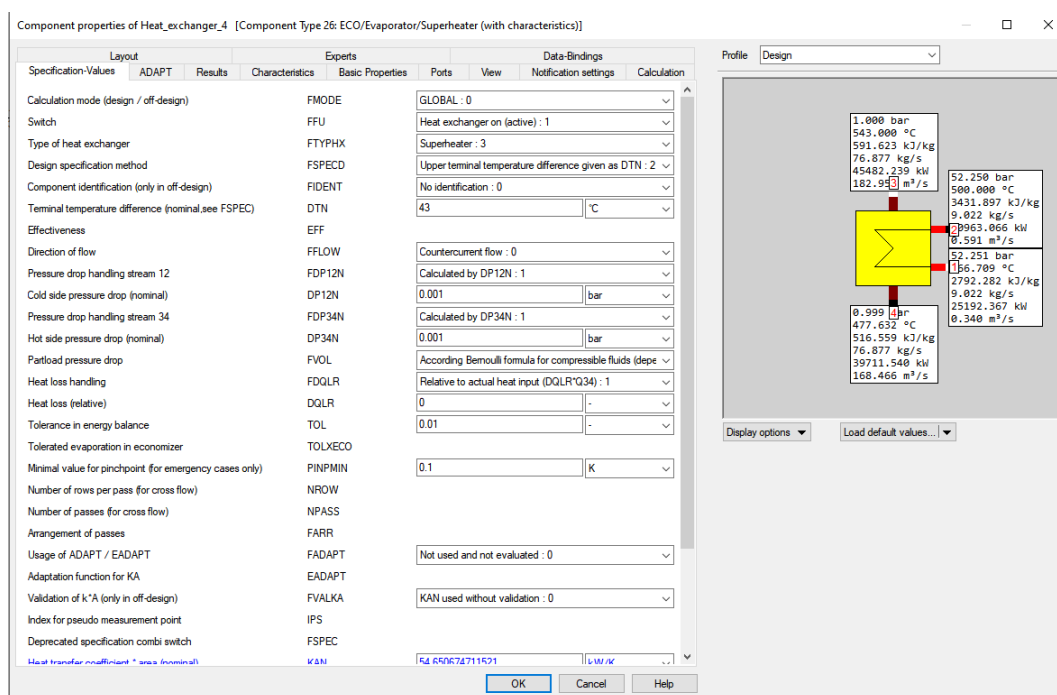 Component properties of Heat_exchanger_4 [Component Type 26: ECO/Evaporator/Superheater (with characteristics)]
Layout Experts Data-Bindings
Specification-Values ADAPT Results Characteristics Basic Properties Ports View Notification settings Calculation
Calculation mode (design / off-design) FMODE GLOBAL : 0
Switch FFU Heat exchanger on (active) : 1
Type of heat exchanger FTYPHX Superheater : 3
Design specification method FSPECD Upper terminal temperature difference given as DTN : 2
Component identification (only in off-design) FIDENT No identification : 0
Terminal temperature difference (nominal,see FSPEC) DTN 43 °C
Effectiveness EFF
Direction of flow FFLOW Countercurrent flow : 0
Pressure drop handling stream 12 FDP12N Calculated by DP12N : 1
Cold side pressure drop (nominal) DP12N 0.001 bar
Pressure drop handling stream 34 FDP34N Calculated by DP34N : 1
Hot side pressure drop (nominal) DP34N 0.001 bar
Partload pressure drop FVOL According Bernoulli formula for compressible fluids (depe
Heat loss handling FDQLR Relative to actual heat input (DQLR*Q34) : 1
Heat loss (relative) DQLR 0 -
Tolerance in energy balance TOL 0.01 -
Tolerated evaporation in economizer TOLXECO
Minimal value for pinchpoint (for emergency cases only) PINPMIN 0.1 K
Number of rows per pass (for cross flow) NROW
Number of passes (for cross flow) NPASS
Arrangement of passes FARR
Usage of ADAPT / EADAPT FADAPT Not used and not evaluated : 0
Adaptation function for KA EADAPT
Validation of k*A (only in off-design) FVALKA KAN used without validation : 0
Index for pseudo measurement point IPS
Deprecated specification combi switch FSPEC
Heat transfer coefficient * area (nominal) KAN 54.650674711521 kW/K
OK Cancel Help
Profile Design
1.000 bar
543.000 °C
591.623 kJ/kg
76.877 kg/s
45482.239 kW
182.953 m³/s
3
52.250 bar
500.000 °C
3431.897 kJ/kg
9.022 kg/s
0963.066 kW
0.591 m³/s
2
52.251 bar
66.709 °C
2792.282 kJ/kg
9.022 kg/s
25192.367 kW
0.340 m³/s
1
0.999 ar
477.632 °C
516.559 kJ/kg
76.877 kg/s
39711.540 kW
168.466 m³/s
4
Display options Load default values...